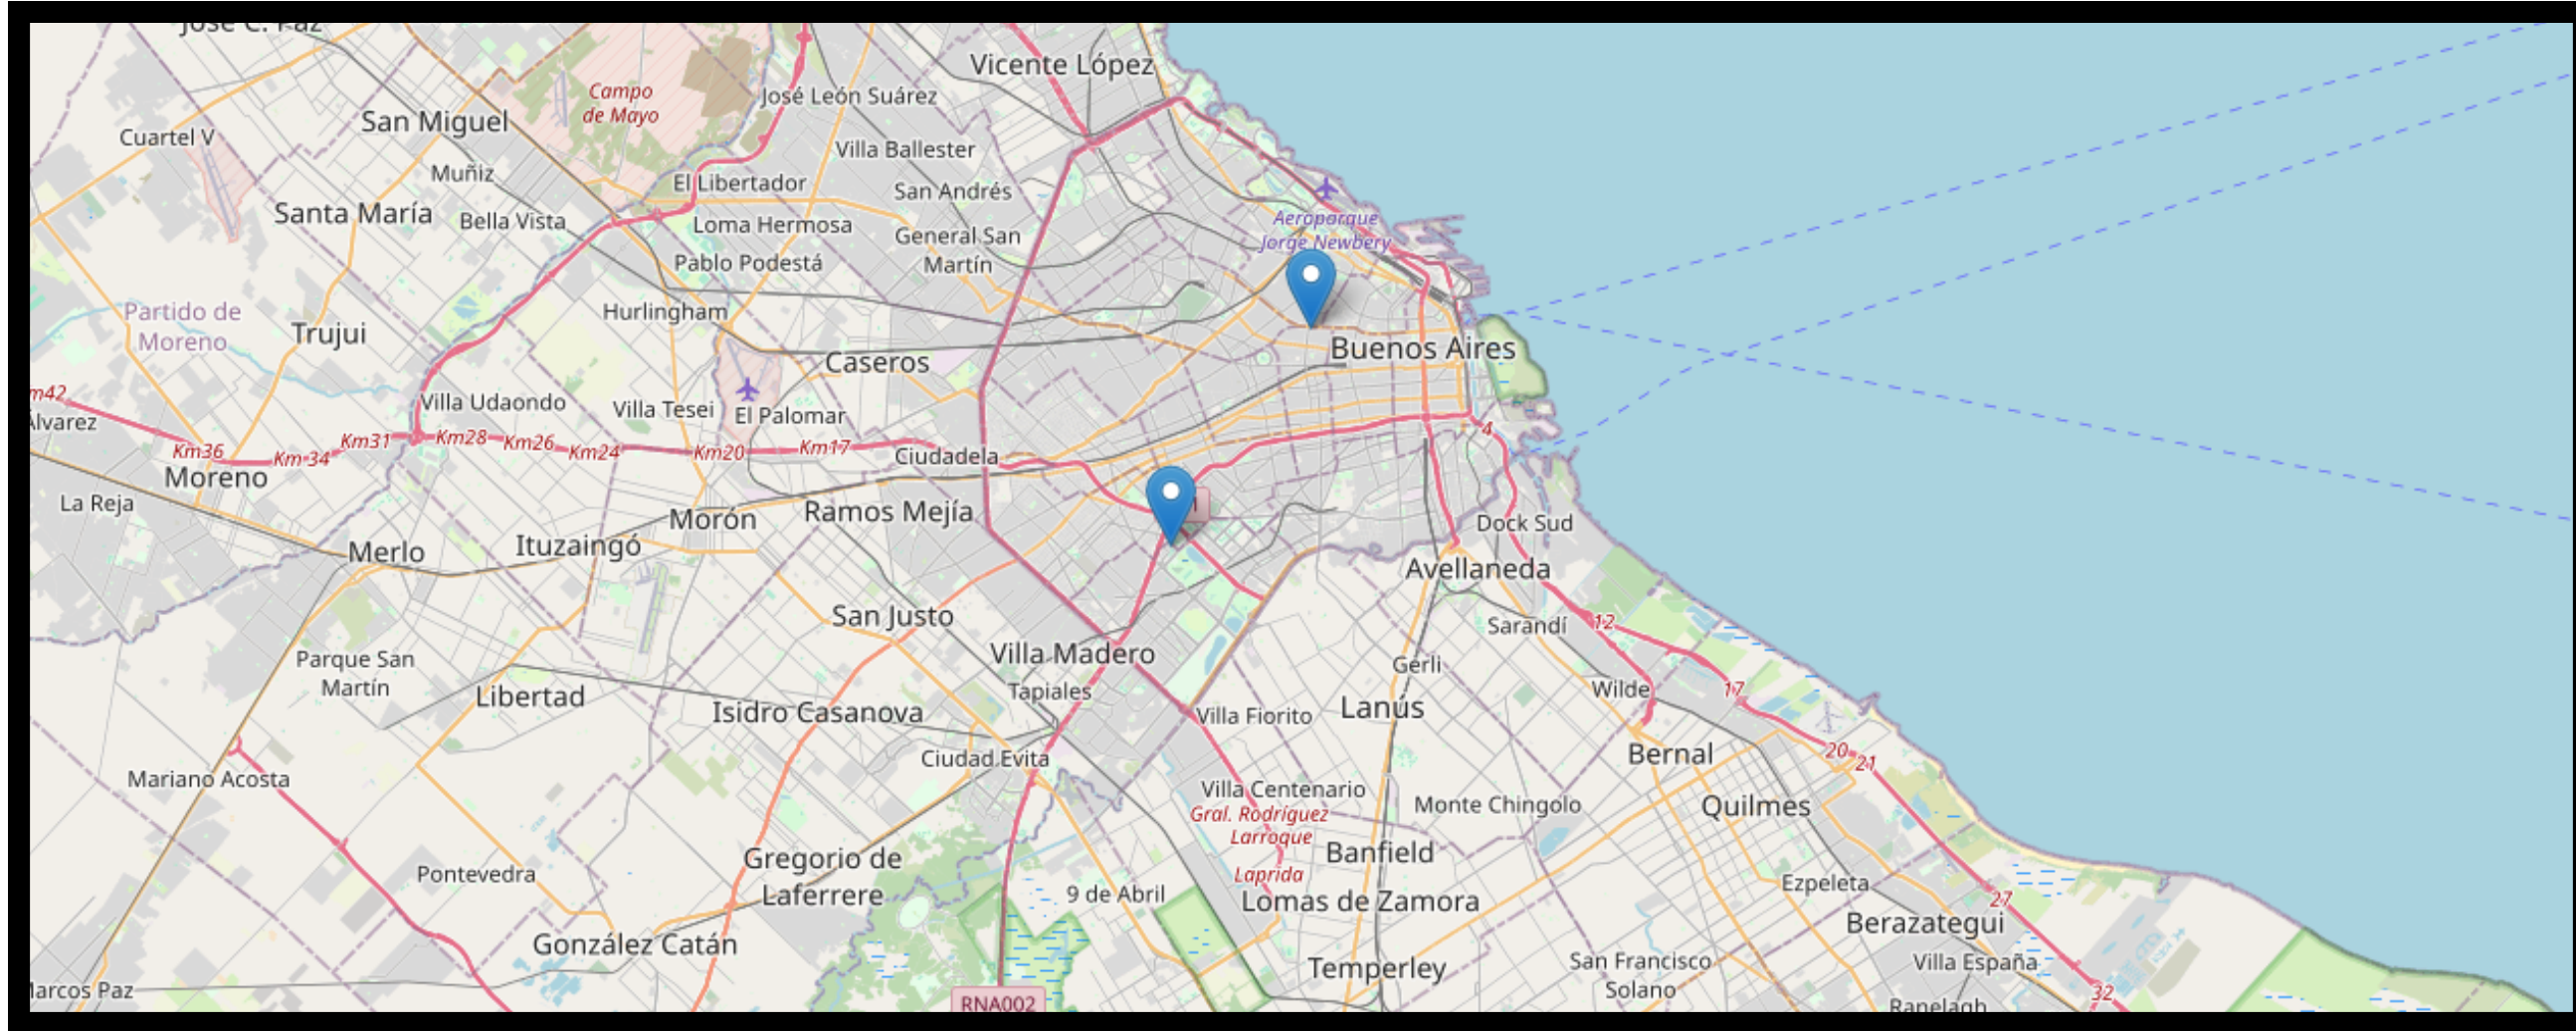 José C. Paz
Vicente López
Campo
de Mayo
José León Suárez
San Miguel
Cuartel V
Villa Ballester
Muñiz
El Libertador
San Andrés
Santa María
Bella Vista
Loma Hermosa
Aeroparque
Jorge Newbery
General San
Martín
Pablo Podestá
Partido de
Moreno
Hurlingham
Trujui
Buenos Aires
Caseros
m42
Villa Udaondo
Villa Tesei
El Palomar
Álvarez
Km36
Km-34
Km31
Km28
Km26
Km24
Km20
Km17
4
Ciudadela
Moreno
La Reja
Morón
Ramos Mejía
Dock Sud
Merlo
Ituzaingó
Avellaneda
San Justo
12
Sarandí
Villa Madero
Parque San
Martín
Gerli
Libertad
Tapiales
Wilde
17
Isidro Casanova
Villa Fiorito
Lanús
Ciudad Evita
Bernal
20
21
Mariano Acosta
Villa Centenario
Monte Chingolo
Quilmes
Gral. Rodríguez
Larroque
Gregorio de
Laferrere
Banfield
Pontevedra
Laprida
9 de Abril
Lomas de Zamora
Ezpeleta
27
Berazategui
González Catán
Temperley
San Francisco
Solano
Villa España
Marcos Paz
RNA002
32
Ranelagh